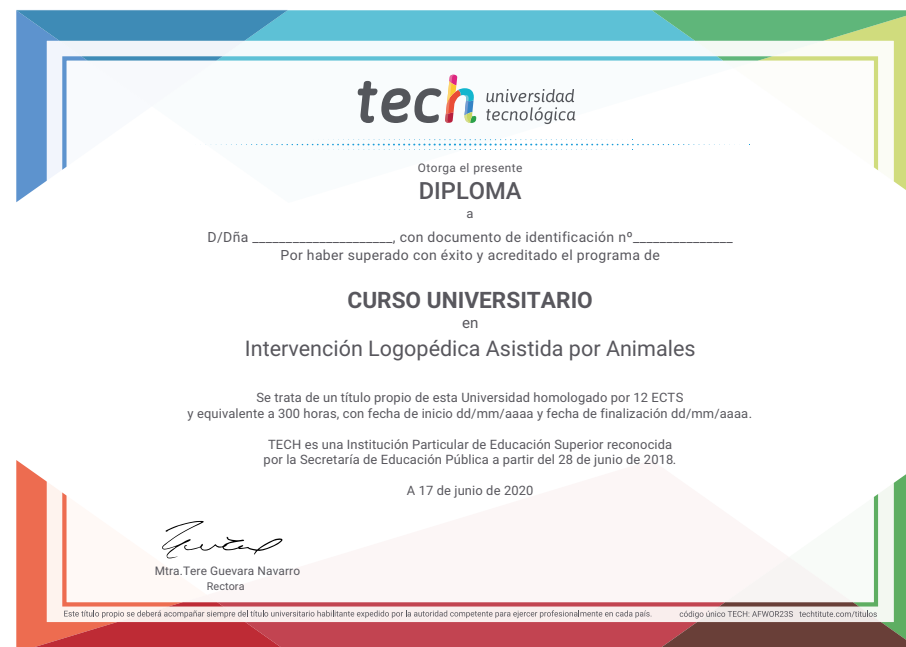 tech universidad
tecnológica
Otorga el presente
DIPLOMA
a
D/Dña _____________________, con documento de identificación nº_______________
Por haber superado con éxito y acreditado el programa de
CURSO UNIVERSITARIO
en
Intervención Logopédica Asistida por Animales
Se trata de un título propio de esta Universidad homologado por 12 ECTS
y equivalente a 300 horas, con fecha de inicio dd/mm/aaaa y fecha de finalización dd/mm/aaaa.
TECH es una Institución Particular de Educación Superior reconocida
por la Secretaría de Educación Pública a partir del 28 de junio de 2018.
A 17 de junio de 2020
Mtra.Tere Guevara Navarro
Rectora
Este título propio se deberá acompañar siempre del título universitario habilitante expedido por la autoridad competente para ejercer profesionalmente en cada país. código único TECH: AFWOR23S techtitute.com/titulos